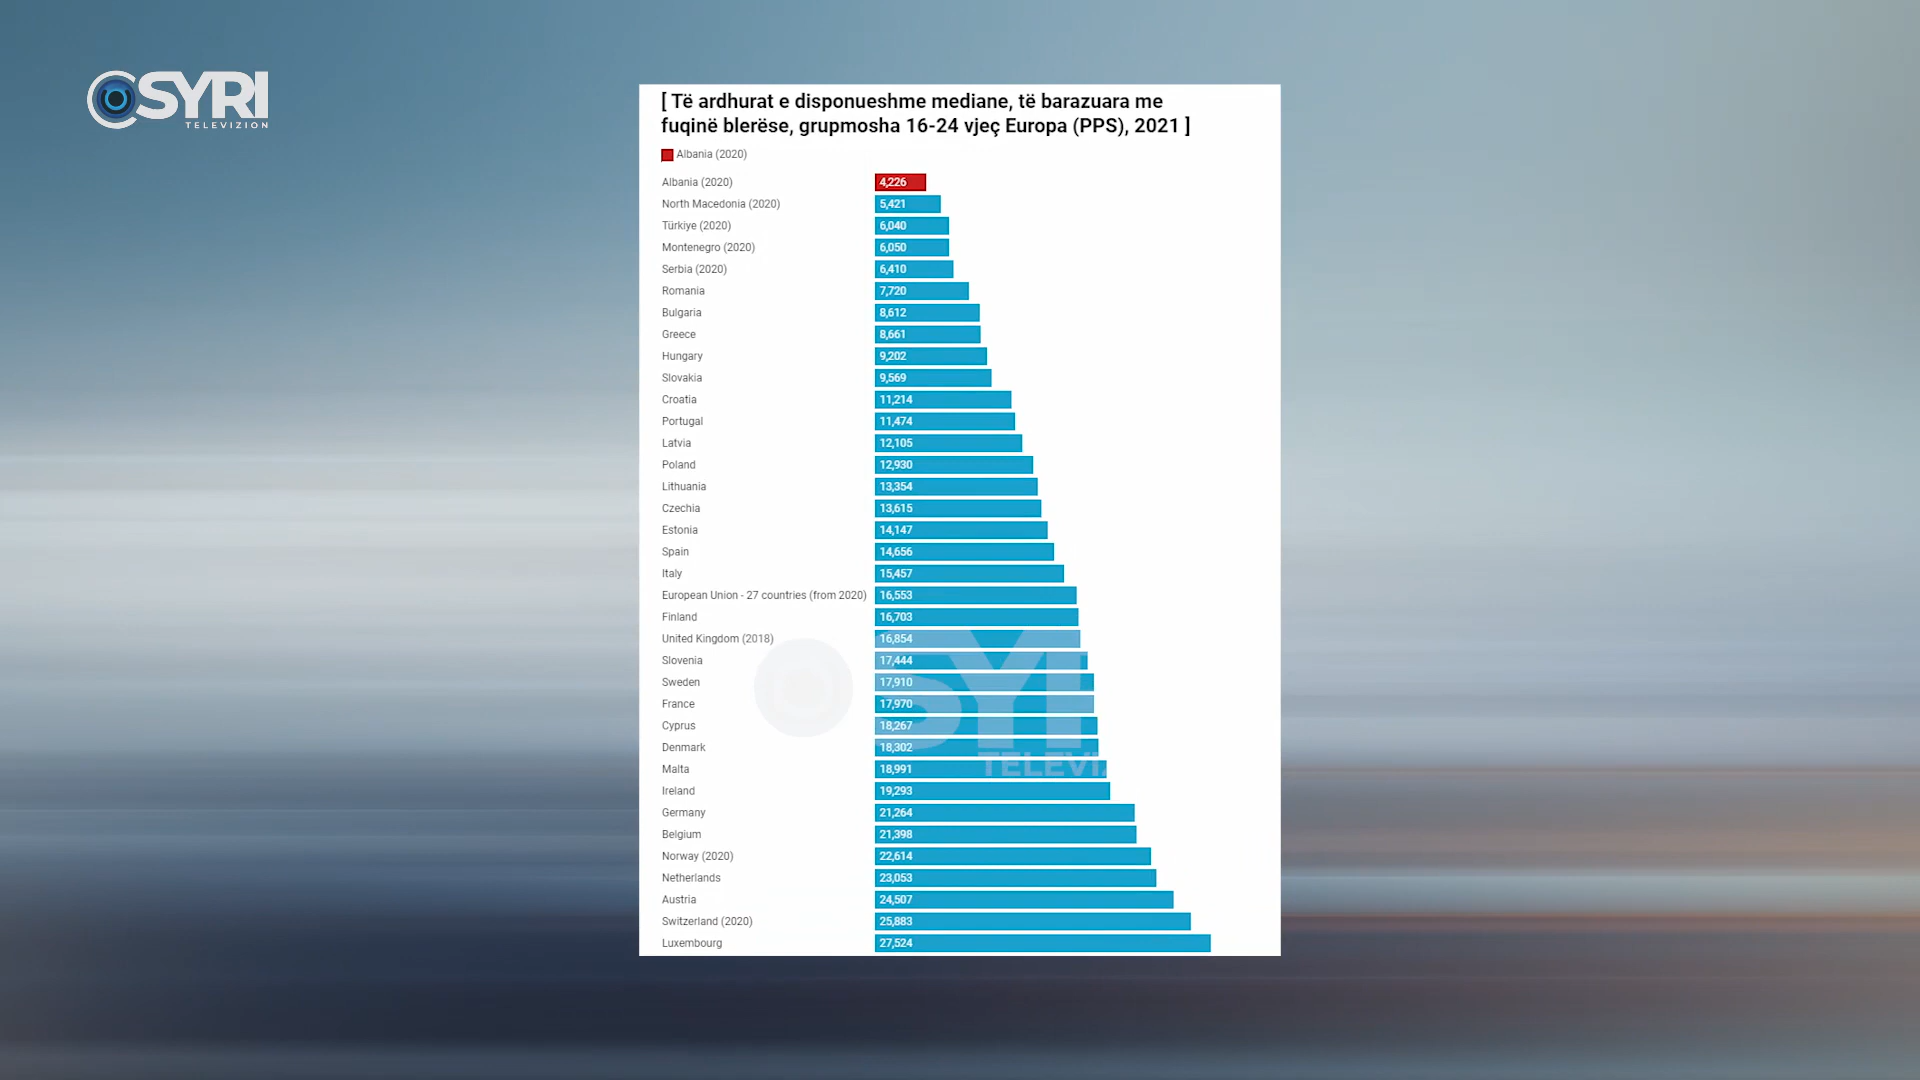 SYRI
TELEVIZION
[ Të ardhurat e disponueshme mediane, të barazuara me
fuqinë blerëse, grupmosha 16-24 vjeç Europa (PPS), 2021 ]
Albania (2020)
Albania (2020) 4,226
North Macedonia (2020) 5,421
Türkiye (2020) 6,040
Montenegro (2020) 6,050
Serbia (2020) 6,410
Romania 7,720
Bulgaria 8,612
Greece 8,661
Hungary 9,202
Slovakia 9,569
Croatia 11,214
Portugal 11,474
Latvia 12,105
Poland 12,930
Lithuania 13,354
Czechia 13,615
Estonia 14,147
Spain 14,656
Italy 15,457
European Union - 27 countries (from 2020) 16,553
Finland 16,703
United Kingdom (2018) 16,854
Slovenia 17,444
Sweden 17,910
France 17,970
Cyprus 18,267
Denmark 18,302
Malta 18,991
Ireland 19,293
Germany 21,264
Belgium 21,398
Norway (2020) 22,614
Netherlands 23,053
Austria 24,507
Switzerland (2020) 25,883
Luxembourg 27,524